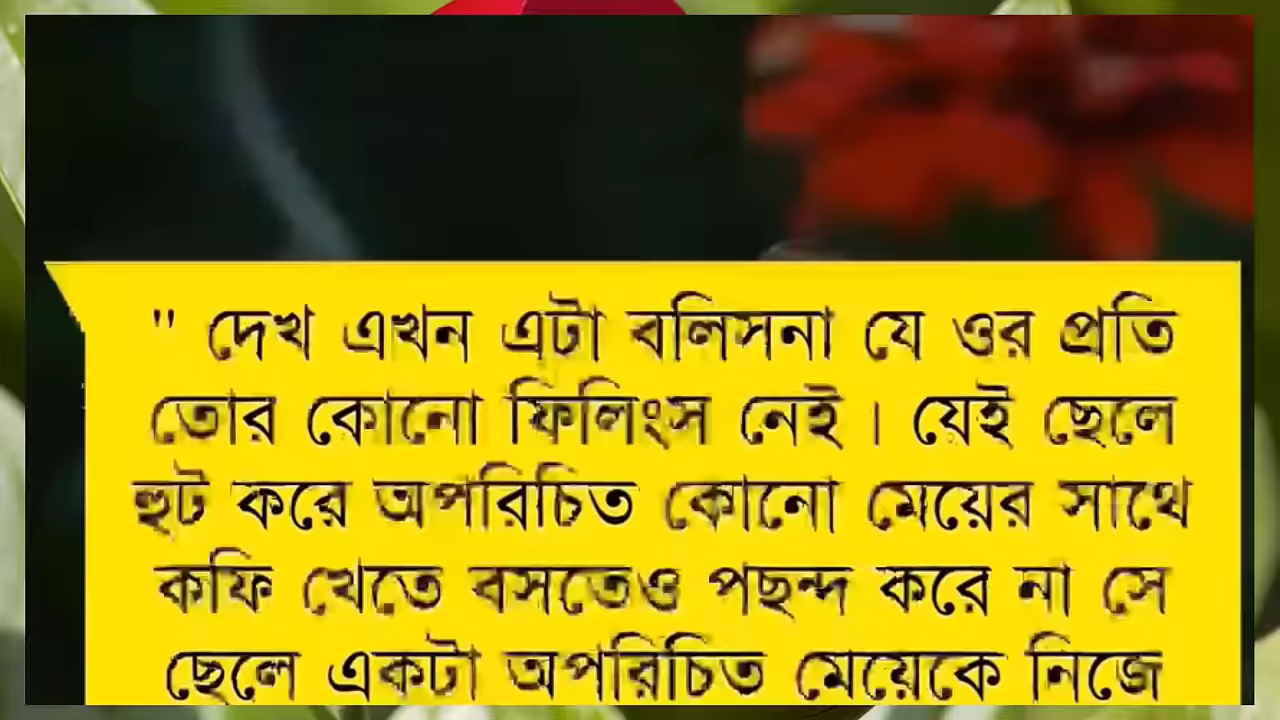 " দেখ এখন এটা বলিসনা যে ওর প্রতি
তোর কোনো ফিলিংস নেই । যেই ছেলে
হুট করে অপরিচিত কোনো মেয়ের সাথে
কফি খেতে বসতেও পছন্দ করে না সে
ছেলে একটা অপরিচিত মেয়েকে নিজে